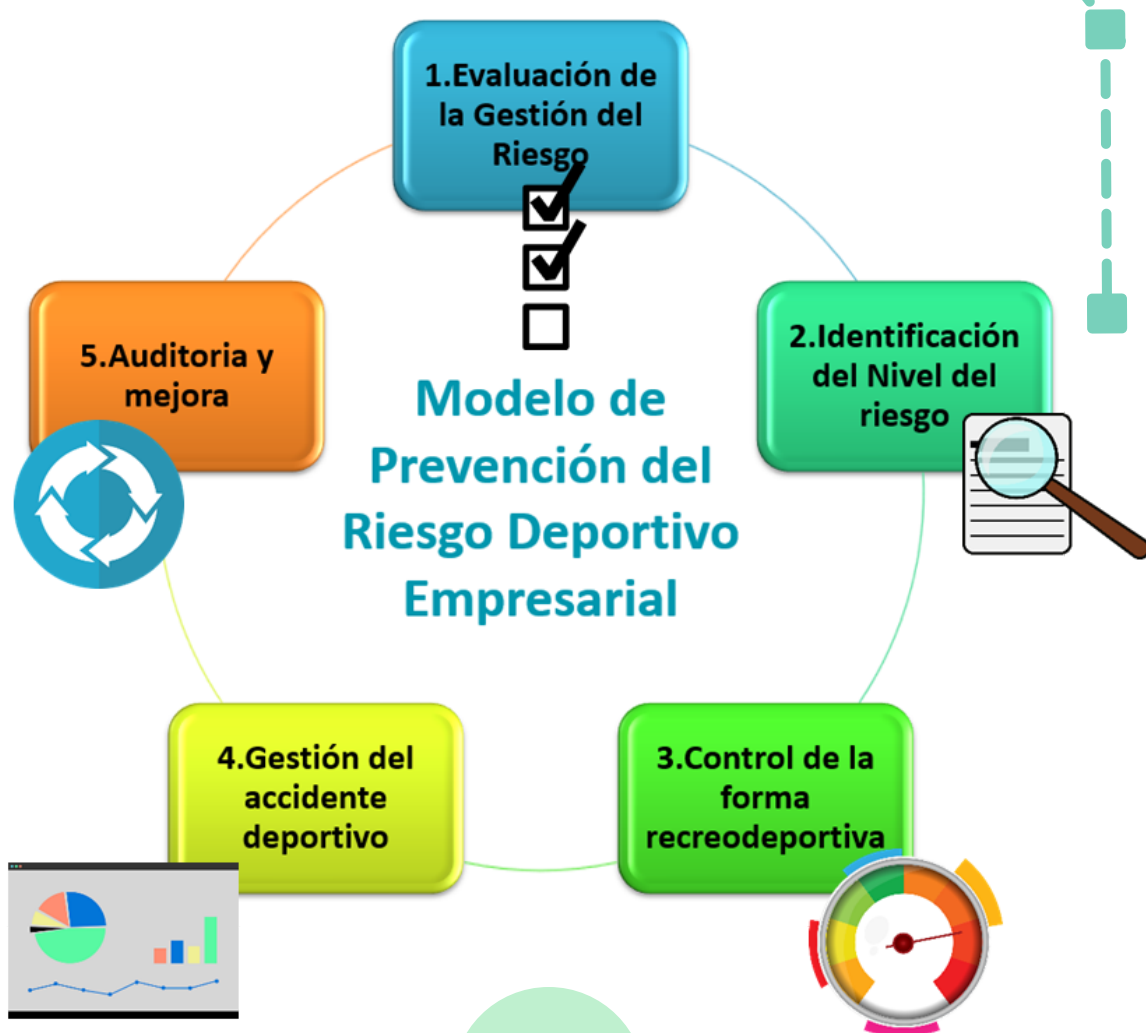 1.Evaluación de
la Gestión del
Riesgo
2.Identificación
del Nivel del
riesgo
3.Control de la
forma
recreodeportiva
4.Gestión del
accidente
deportivo
5.Auditoria y
mejora
Modelo de
Prevención del
Riesgo Deportivo
Empresarial